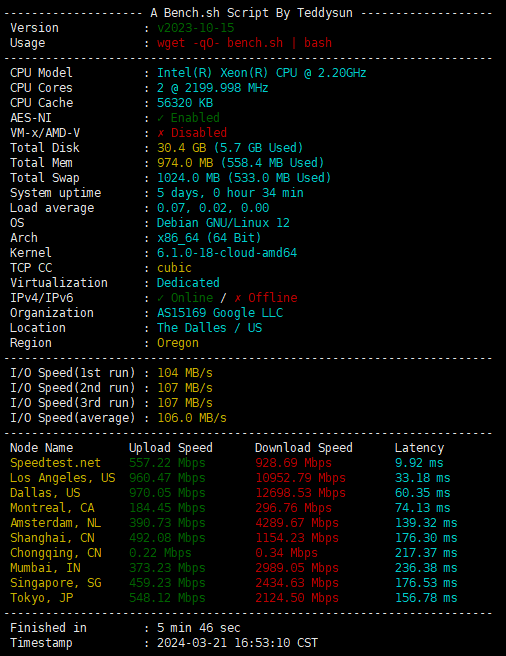 -------------------- A Bench.sh Script By Teddysun -------------------
Version : v2023-10-15
Usage : wget -qO- bench.sh | bash
----------------------------------------------------------------------
CPU Model : Intel(R) Xeon(R) CPU @ 2.20GHz
CPU Cores : 2 @ 2199.998 MHz
CPU Cache : 56320 KB
AES-NI : ✓ Enabled
VM-x/AMD-V : ✗ Disabled
Total Disk : 30.4 GB (5.7 GB Used)
Total Mem : 974.0 MB (558.4 MB Used)
Total Swap : 1024.0 MB (533.0 MB Used)
System uptime : 5 days, 0 hour 34 min
Load average : 0.07, 0.02, 0.00
OS : Debian GNU/Linux 12
Arch : x86_64 (64 Bit)
Kernel : 6.1.0-18-cloud-amd64
TCP CC : cubic
Virtualization : Dedicated
IPv4/IPv6 : ✓ Online / ✗ Offline
Organization : AS15169 Google LLC
Location : The Dalles / US
Region : Oregon
----------------------------------------------------------------------
I/O Speed(1st run) : 104 MB/s
I/O Speed(2nd run) : 107 MB/s
I/O Speed(3rd run) : 107 MB/s
I/O Speed(average) : 106.0 MB/s
----------------------------------------------------------------------
Node Name Upload Speed Download Speed Latency
Speedtest.net 557.22 Mbps 928.69 Mbps 9.92 ms
Los Angeles, US 960.47 Mbps 10952.79 Mbps 33.18 ms
Dallas, US 970.05 Mbps 12698.53 Mbps 60.35 ms
Montreal, CA 184.45 Mbps 296.76 Mbps 74.13 ms
Amsterdam, NL 390.73 Mbps 4289.67 Mbps 139.32 ms
Shanghai, CN 492.08 Mbps 1154.23 Mbps 176.30 ms
Chongqing, CN 0.22 Mbps 0.34 Mbps 217.37 ms
Mumbai, IN 373.23 Mbps 2989.05 Mbps 236.38 ms
Singapore, SG 459.23 Mbps 2434.63 Mbps 176.53 ms
Tokyo, JP 548.12 Mbps 2124.50 Mbps 156.78 ms
----------------------------------------------------------------------
Finished in : 5 min 46 sec
Timestamp : 2024-03-21 16:53:10 CST
----------------------------------------------------------------------